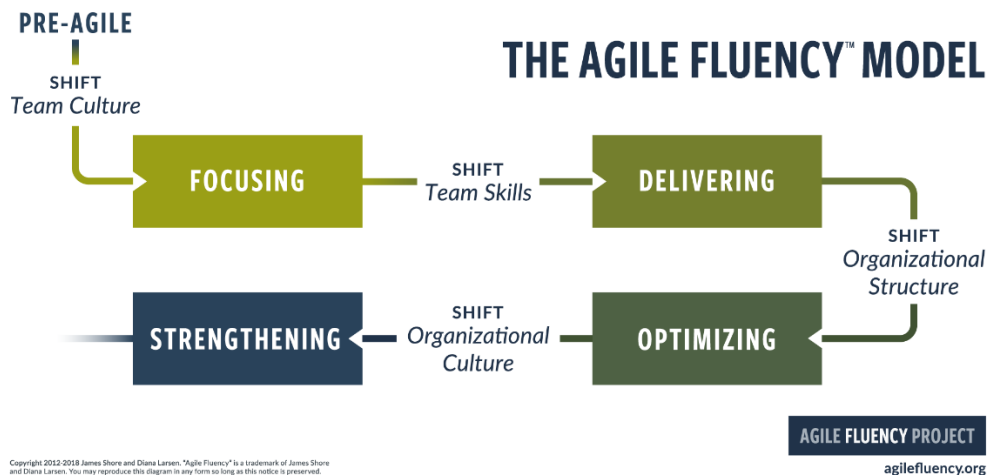 PRE-AGILE
THE AGILE FLUENCY™ MODEL
SHIFT
Team Culture
FOCUSING
SHIFT
Team Skills
DELIVERING
SHIFT
Organizational
Structure
STRENGTHENING
SHIFT
Organizational
Culture
OPTIMIZING
AGILE FLUENCY PROJECT
agilefluency.org
Copyright 2012-2018 James Shore and Diana Larsen. "Agile Fluency" is a trademark of James Shore
and Diana Larsen. You may reproduce this diagram in any form so long as this notice is preserved.